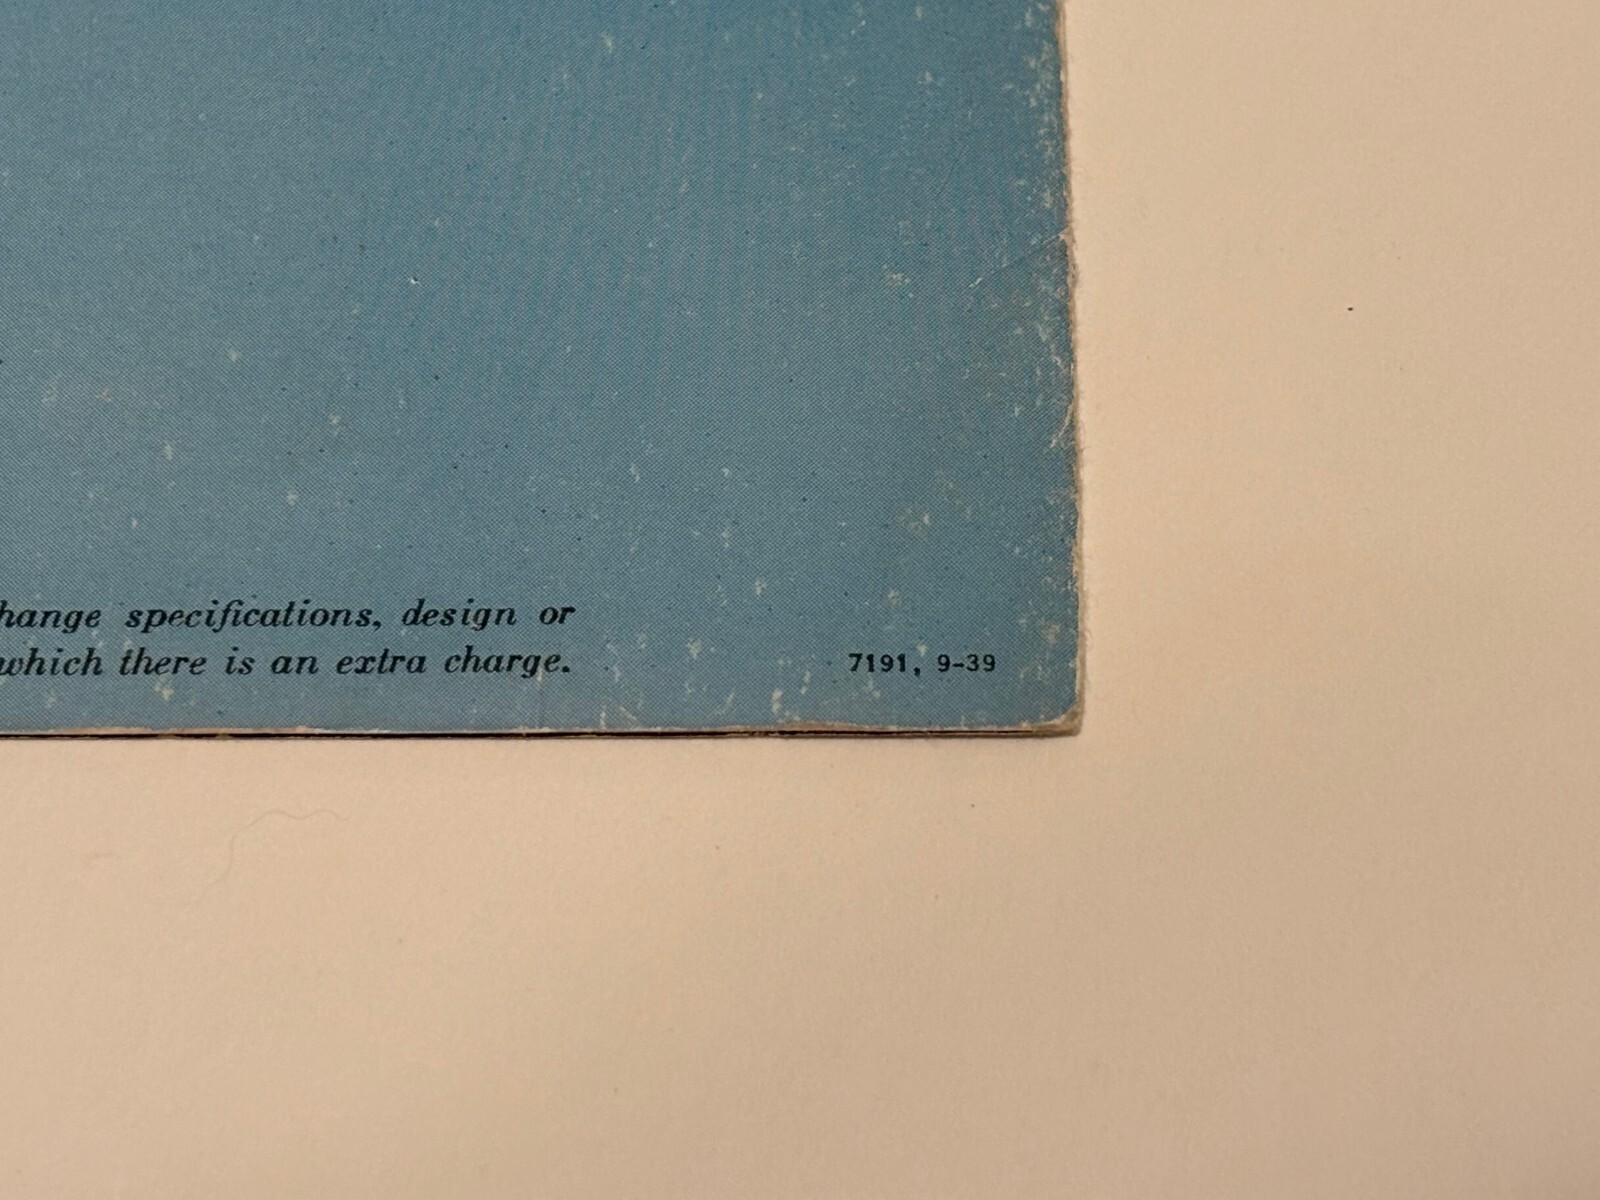 hange specifications, design or
which there is an extra charge.
7191, 9-39